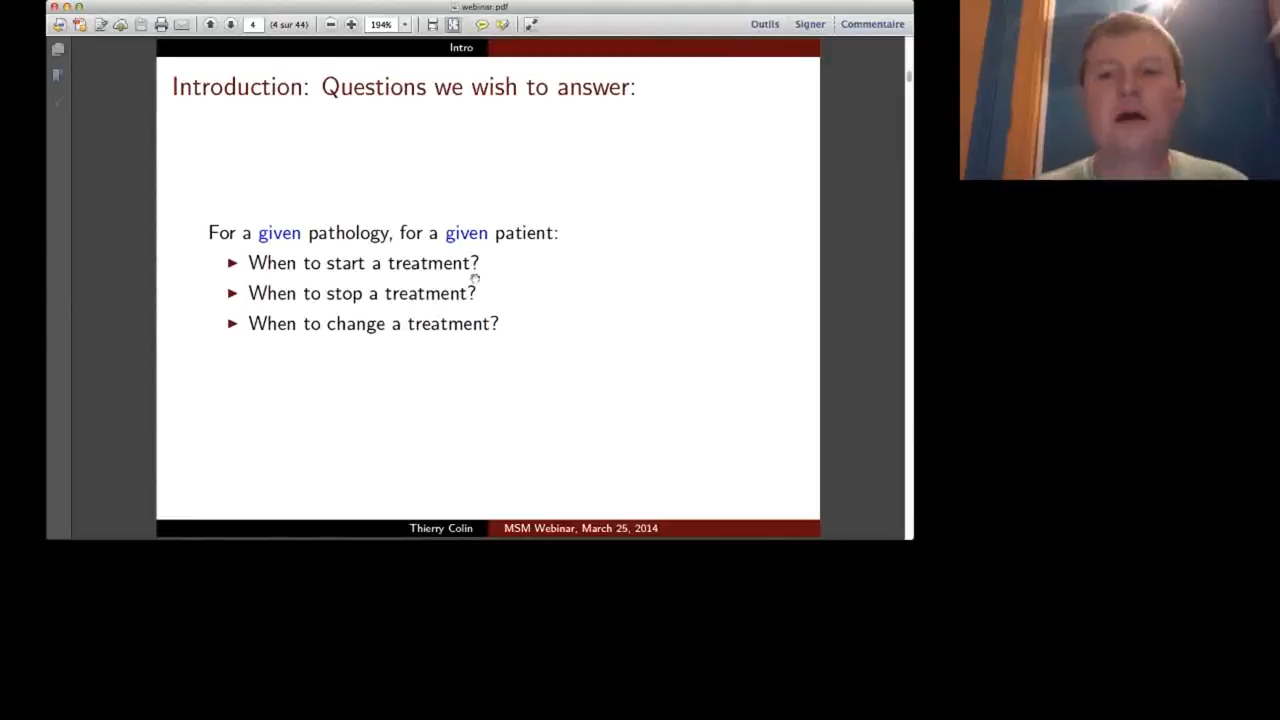 webinar.pdf
4 (4 sur 44) 194% Outils Signer Commentaire
Intro
Introduction: Questions we wish to answer:
For a given pathology, for a given patient:
► When to start a treatment?
► When to stop a treatment?
► When to change a treatment?
Thierry Colin MSM Webinar, March 25, 2014